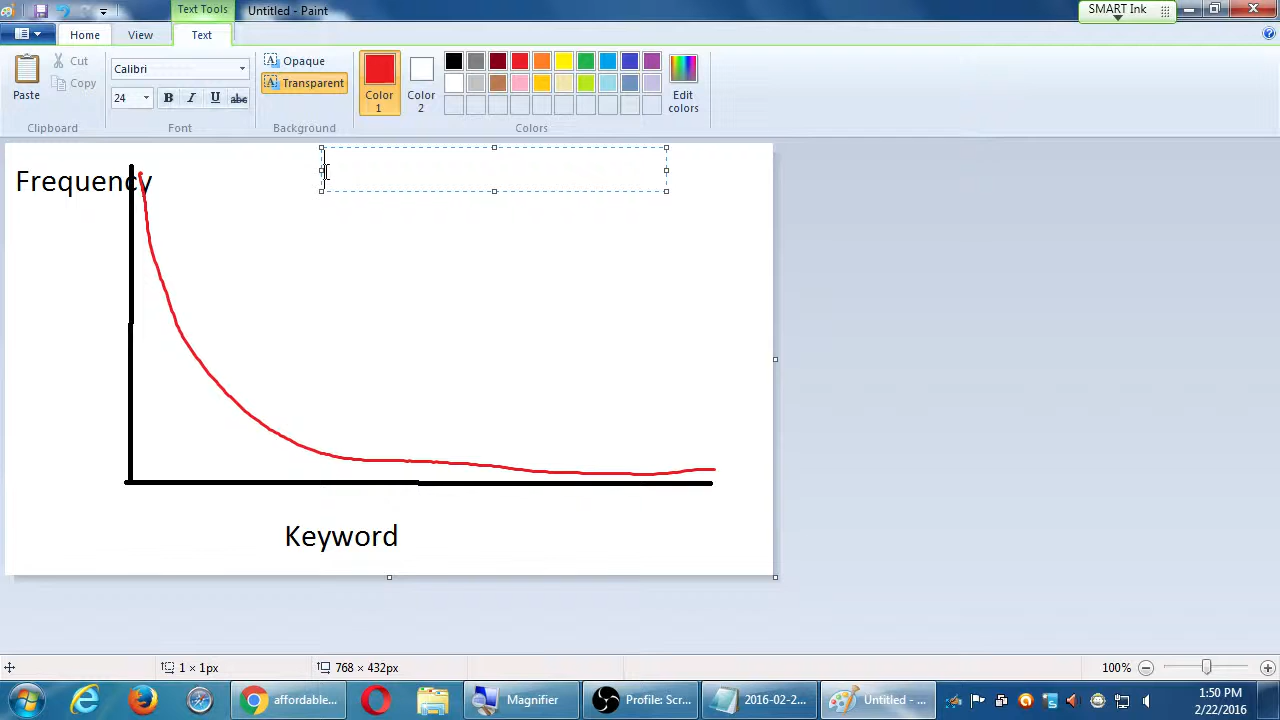 Text Tools
Untitled - Paint
SMART Ink
Home
View
Text
Paste
Cut
Copy
Clipboard
Calibri
24
B I U abc
Font
Opaque
Transparent
Background
Color 1
Color 2
Edit colors
Colors
Frequency
Keyword
1 × 1px
768 × 432px
100%
affordable...
Magnifier
Profile: Scr...
2016-02-2...
Untitled - ...
1:50 PM
2/22/2016